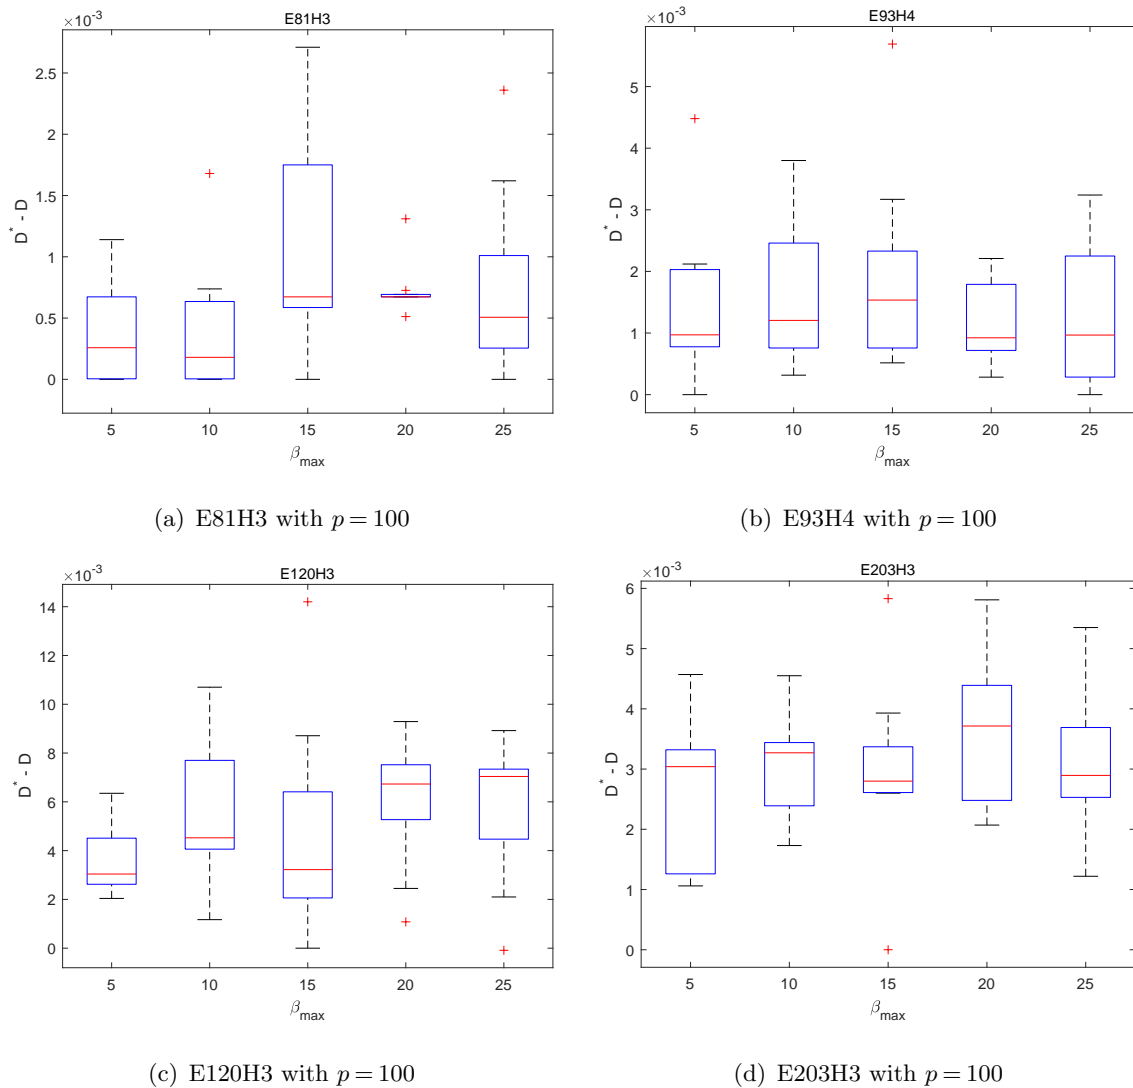 ×10^-3
E81H3
2.5
2
1.5
1
0.5
0
D* - D
5 10 15 20 25
β_max
(a) E81H3 with p = 100
×10^-3
E93H4
5
4
3
2
1
0
D* - D
5 10 15 20 25
β_max
(b) E93H4 with p = 100
×10^-3
E120H3
14
12
10
8
6
4
2
0
D* - D
5 10 15 20 25
β_max
(c) E120H3 with p = 100
×10^-3
E203H3
6
5
4
3
2
1
0
D* - D
5 10 15 20 25
β_max
(d) E203H3 with p = 100